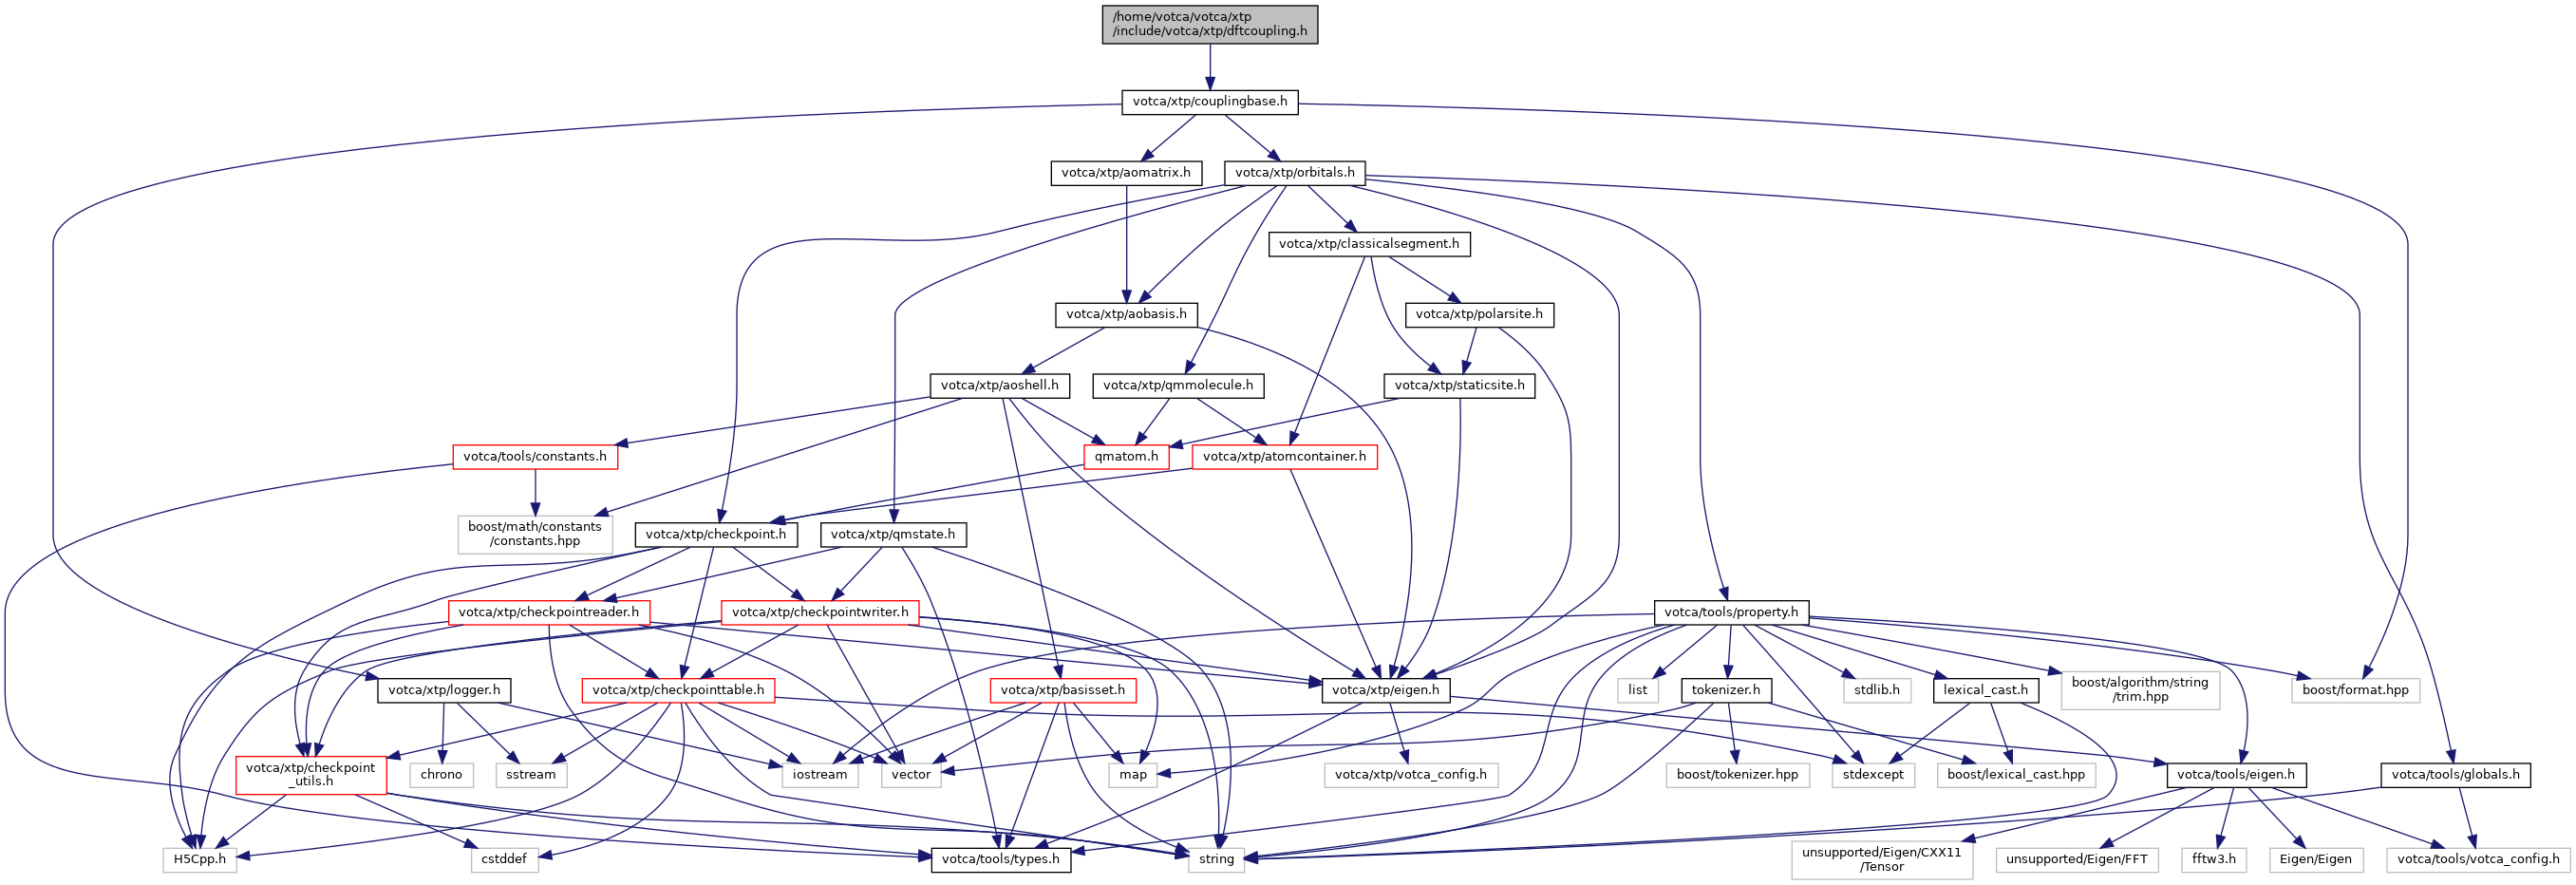 /home/votca/votca/xtp
/include/votca/xtp/dftcoupling.h
votca/xtp/couplingbase.h
votca/xtp/aomatrix.h
votca/xtp/orbitals.h
votca/xtp/classicalsegment.h
votca/xtp/aobasis.h
votca/xtp/polarsite.h
votca/xtp/aoshell.h
votca/xtp/qmmolecule.h
votca/xtp/staticsite.h
votca/tools/constants.h
qmatom.h
votca/xtp/atomcontainer.h
boost/math/constants
/constants.hpp
votca/xtp/checkpoint.h
votca/xtp/qmstate.h
votca/xtp/checkpointreader.h
votca/xtp/checkpointwriter.h
votca/tools/property.h
votca/xtp/logger.h
votca/xtp/checkpointtable.h
votca/xtp/basisset.h
votca/xtp/eigen.h
list
tokenizer.h
stdlib.h
lexical_cast.h
boost/algorithm/string
/trim.hpp
boost/format.hpp
votca/xtp/checkpoint
_utils.h
chrono
sstream
iostream
vector
map
votca/xtp/votca_config.h
boost/tokenizer.hpp
stdexcept
boost/lexical_cast.hpp
votca/tools/eigen.h
votca/tools/globals.h
H5Cpp.h
cstddef
votca/tools/types.h
string
unsupported/Eigen/CXX11
/Tensor
unsupported/Eigen/FFT
fftw3.h
Eigen/Eigen
votca/tools/votca_config.h